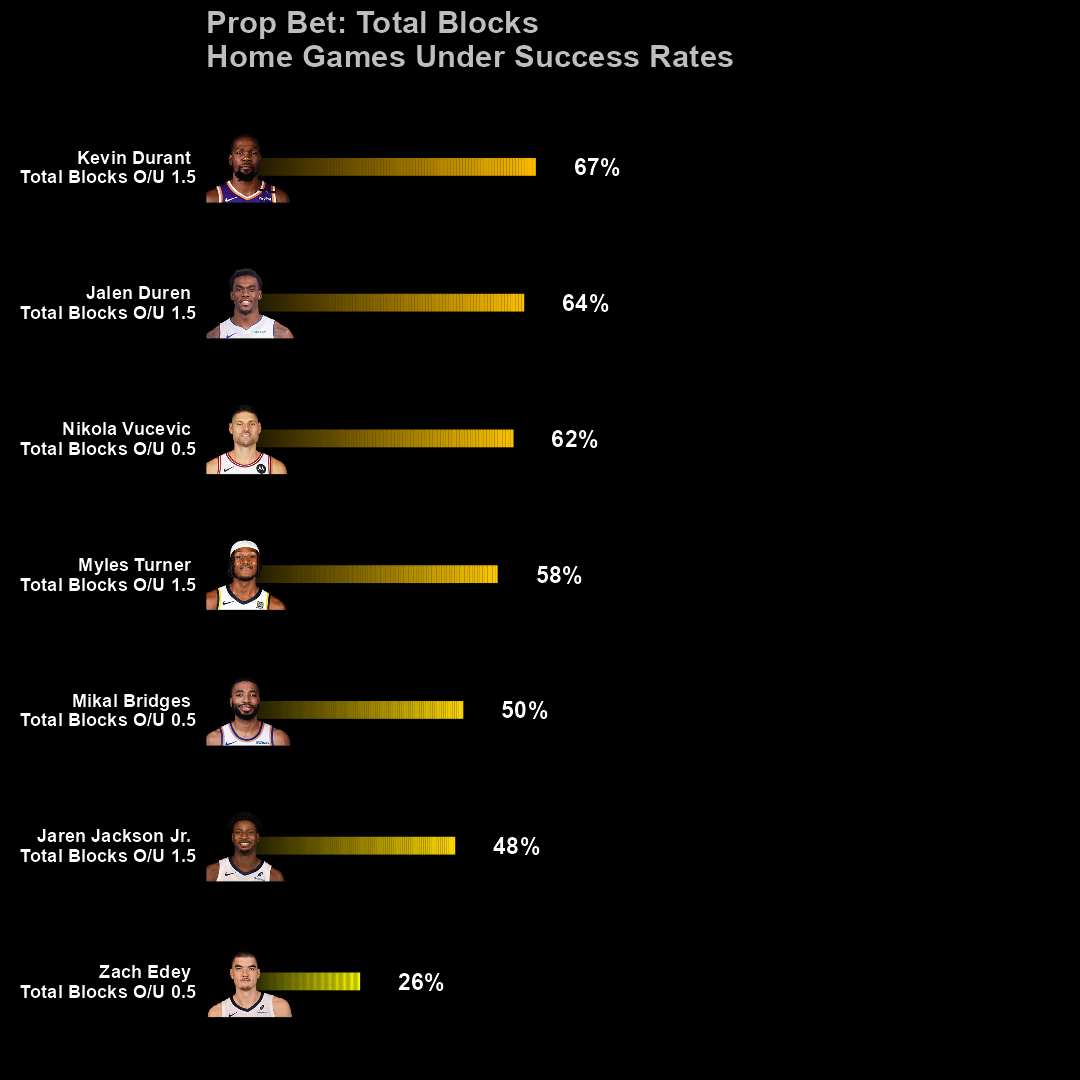 Prop Bet: Total Blocks
Home Games Under Success Rates
Kevin Durant
Total Blocks O/U 1.5
67%
Jalen Duren
Total Blocks O/U 1.5
64%
Nikola Vucevic
Total Blocks O/U 0.5
62%
Myles Turner
Total Blocks O/U 1.5
58%
Mikal Bridges
Total Blocks O/U 0.5
50%
Jaren Jackson Jr.
Total Blocks O/U 1.5
48%
Zach Edey
Total Blocks O/U 0.5
26%